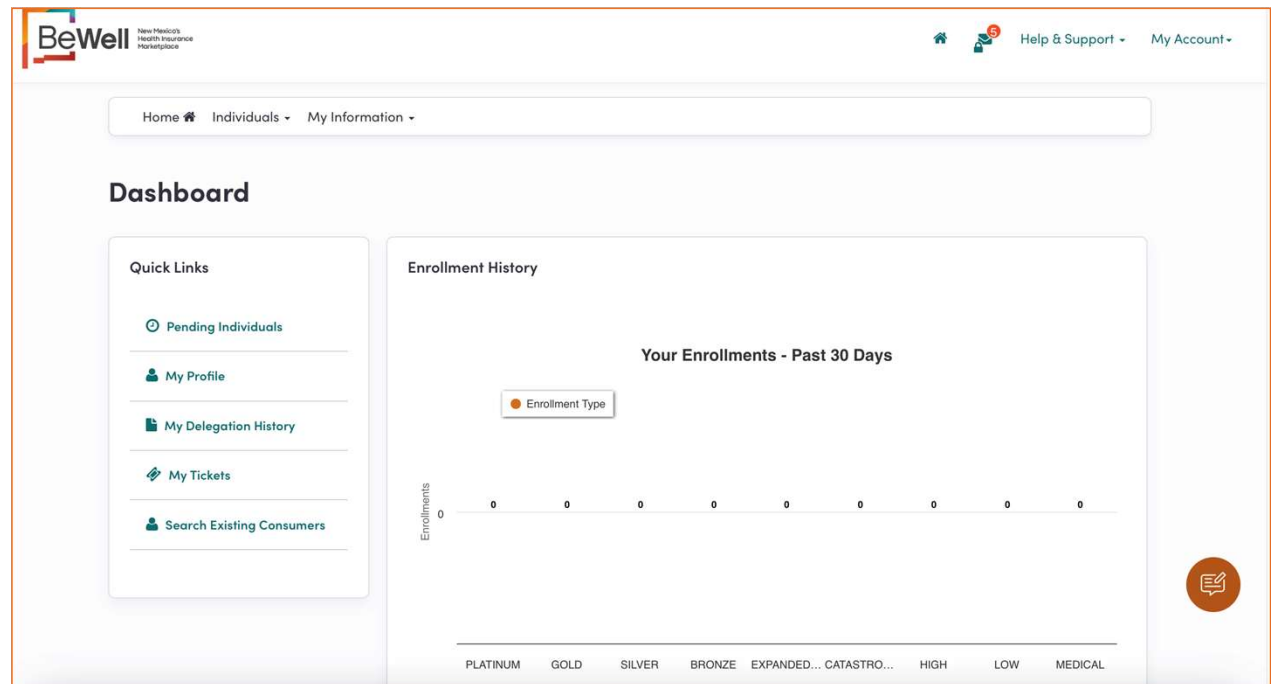 BeWell
New Mexico's
Health Insurance
Marketplace
5
Help & Support
My Account
Home
Individuals
My Information
Dashboard
Quick Links
Pending Individuals
My Profile
My Delegation History
My Tickets
Search Existing Consumers
Enrollment History
Your Enrollments - Past 30 Days
Enrollment Type
Enrollments
0
0 0 0 0 0 0 0 0 0
PLATINUM GOLD SILVER BRONZE EXPANDED... CATASTRO... HIGH LOW MEDICAL